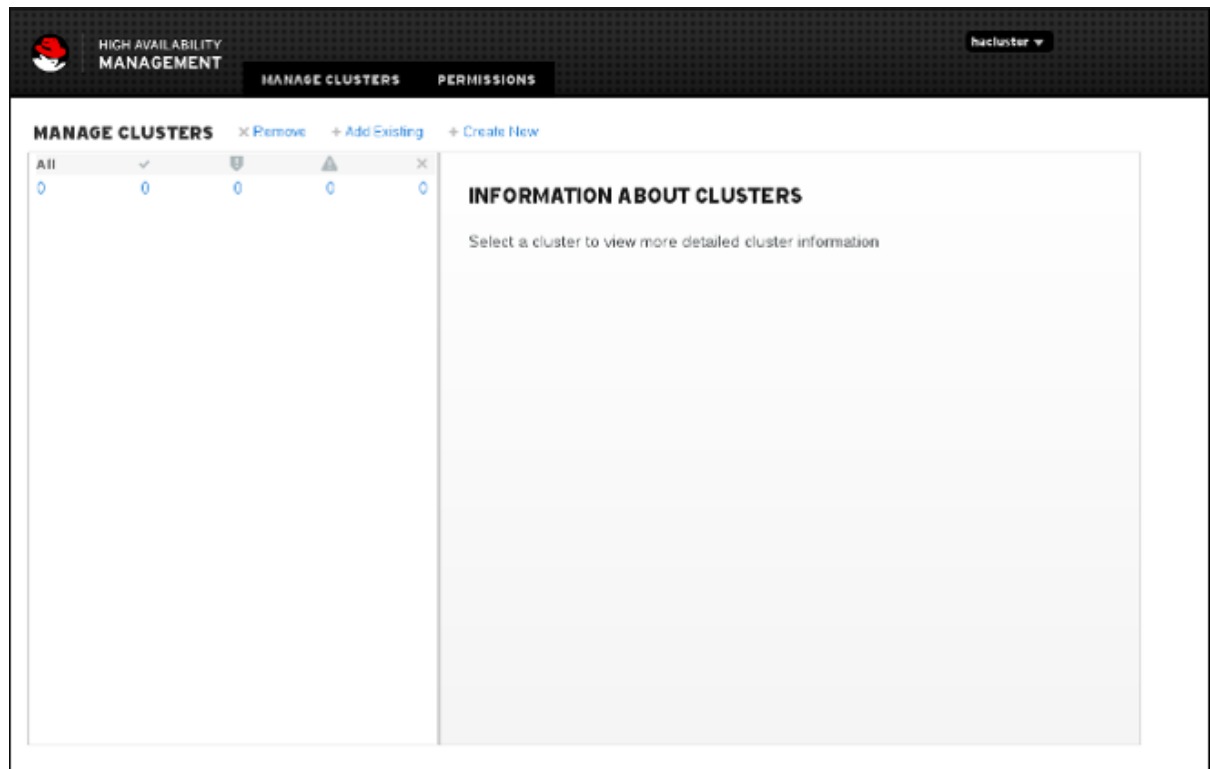 HIGH AVAILABILITY
MANAGEMENT
hacluster
MANAGE CLUSTERS PERMISSIONS
MANAGE CLUSTERS × Remove + Add Existing + Create New
All
0 0 0 0 0
INFORMATION ABOUT CLUSTERS
Select a cluster to view more detailed cluster information